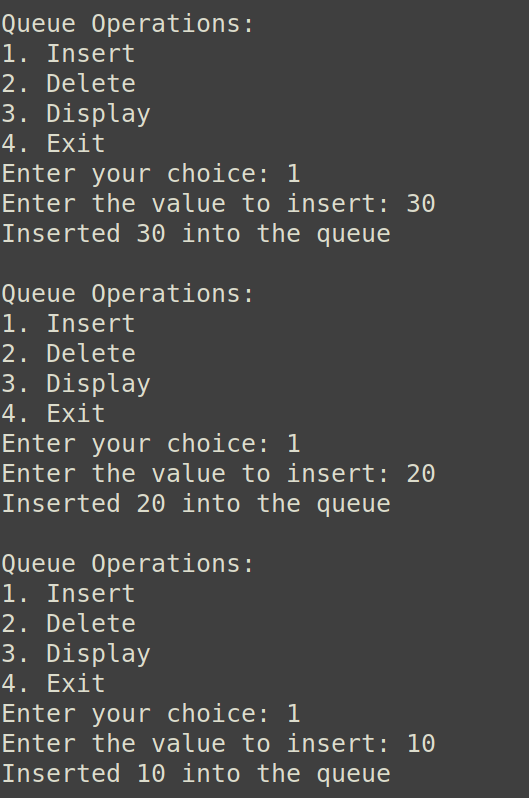 Queue Operations:
1. Insert
2. Delete
3. Display
4. Exit
Enter your choice: 1
Enter the value to insert: 30
Inserted 30 into the queue

Queue Operations:
1. Insert
2. Delete
3. Display
4. Exit
Enter your choice: 1
Enter the value to insert: 20
Inserted 20 into the queue

Queue Operations:
1. Insert
2. Delete
3. Display
4. Exit
Enter your choice: 1
Enter the value to insert: 10
Inserted 10 into the queue